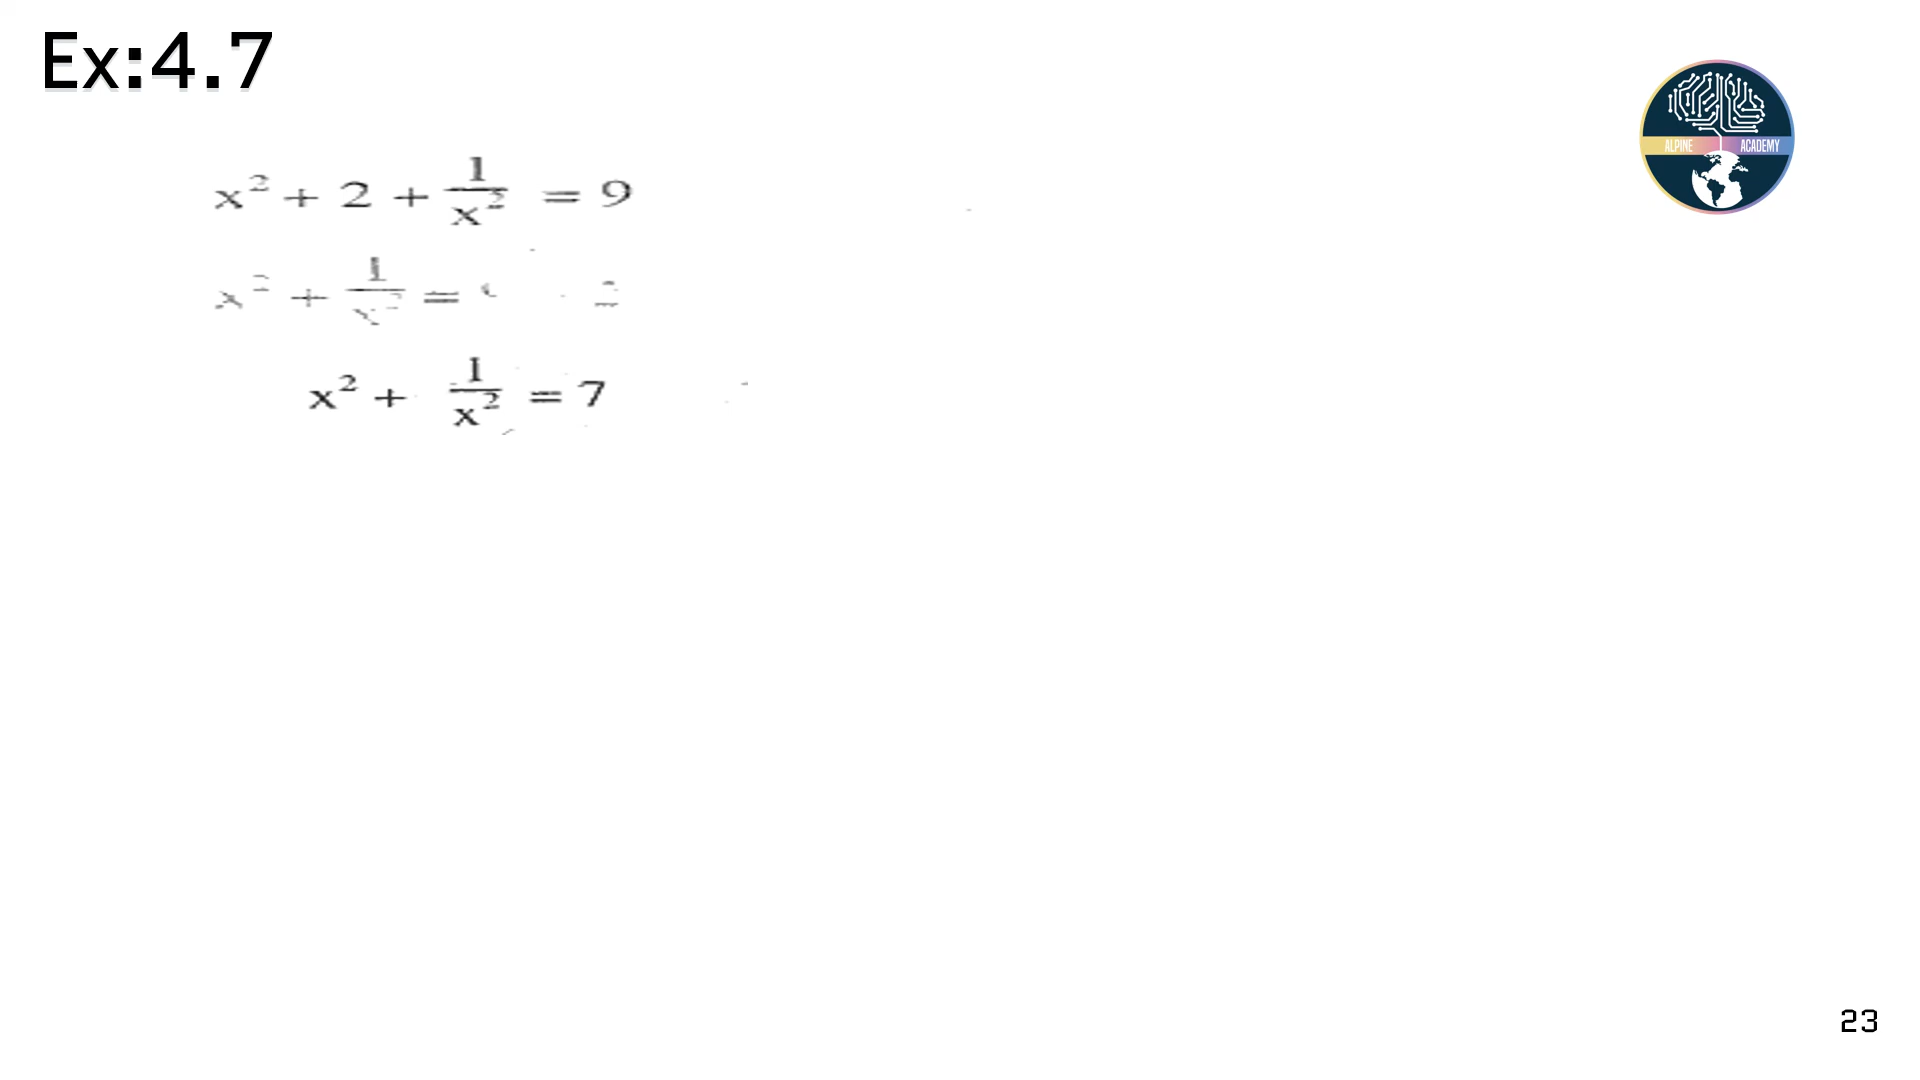 Ex:4.7
ALPINE ACADEMY
x² + 2 + 1/x² = 9
x² + 1/x² =
x² + 1/x² = 7
23